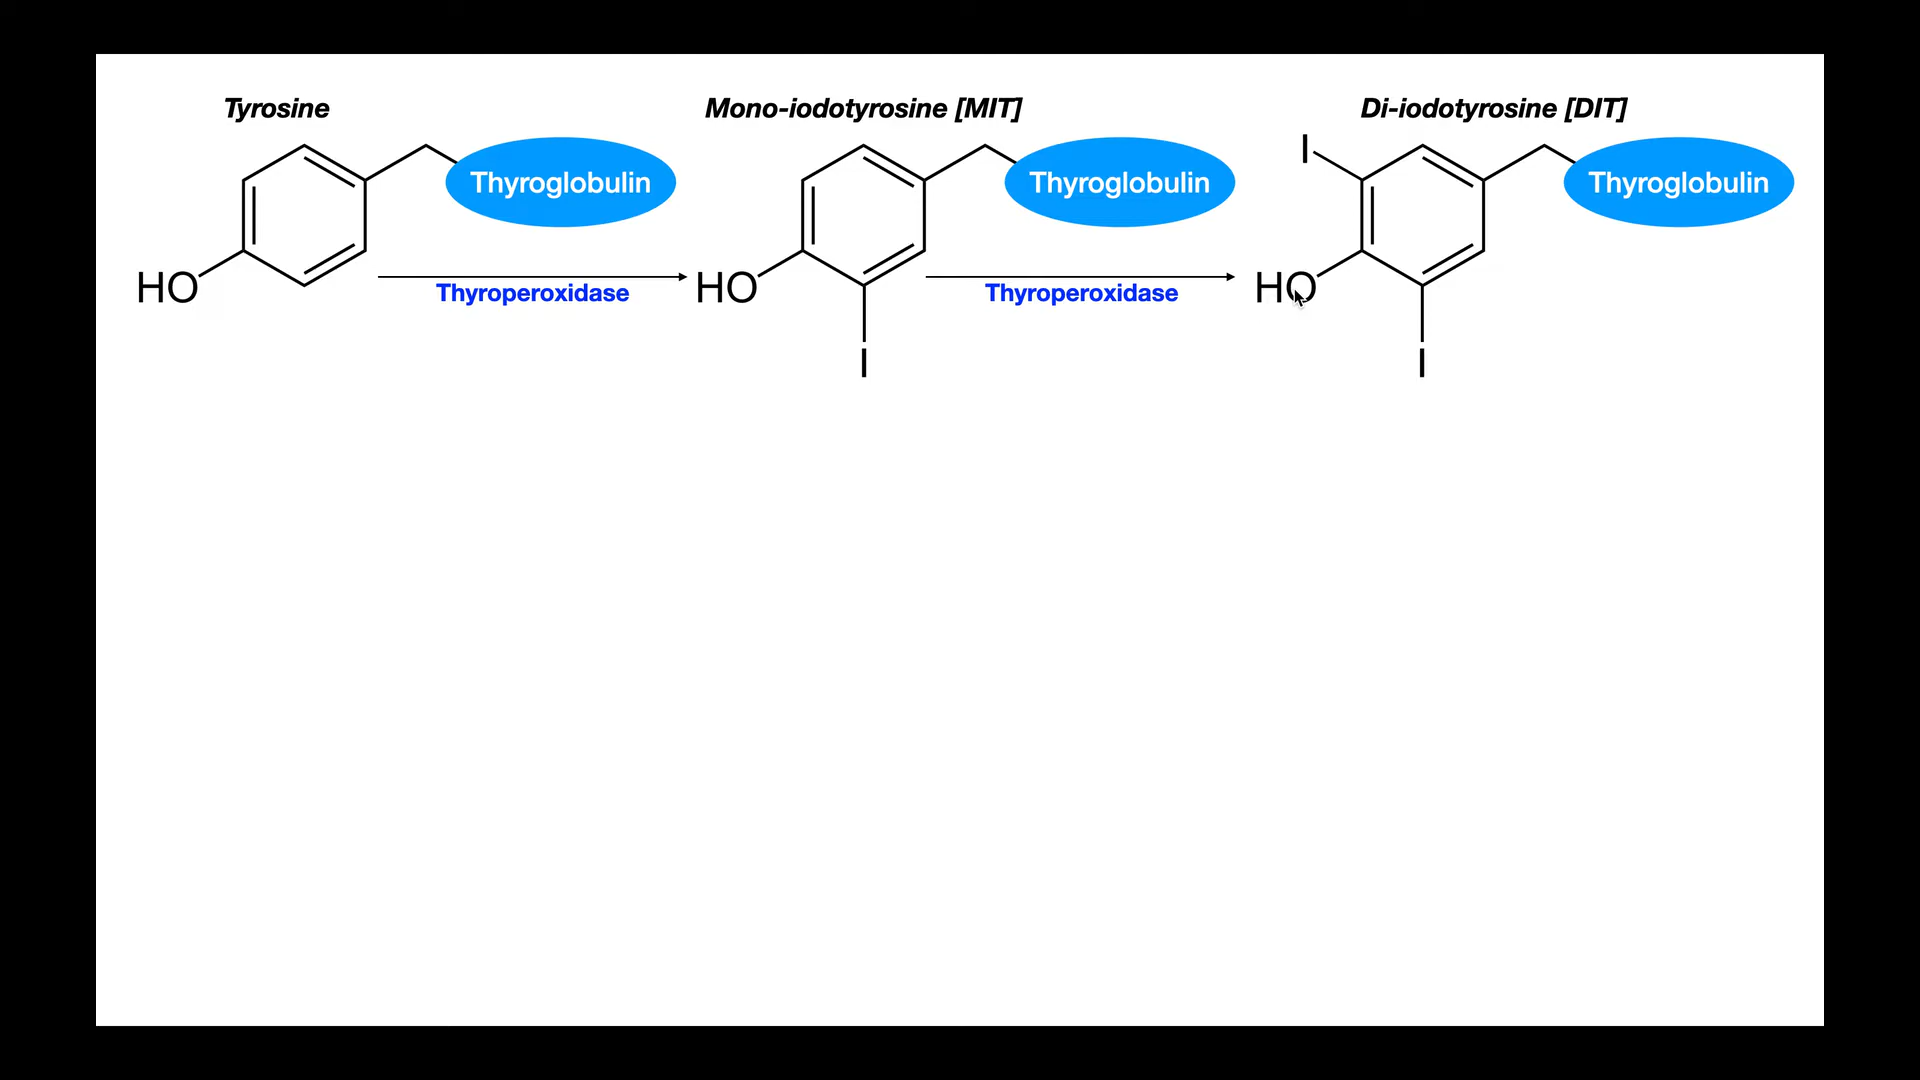 Tyrosine
Mono-iodotyrosine [MIT]
Di-iodotyrosine [DIT]
I
Thyroglobulin
Thyroglobulin
Thyroglobulin
HO
Thyroperoxidase
HO
Thyroperoxidase
HO
I
I